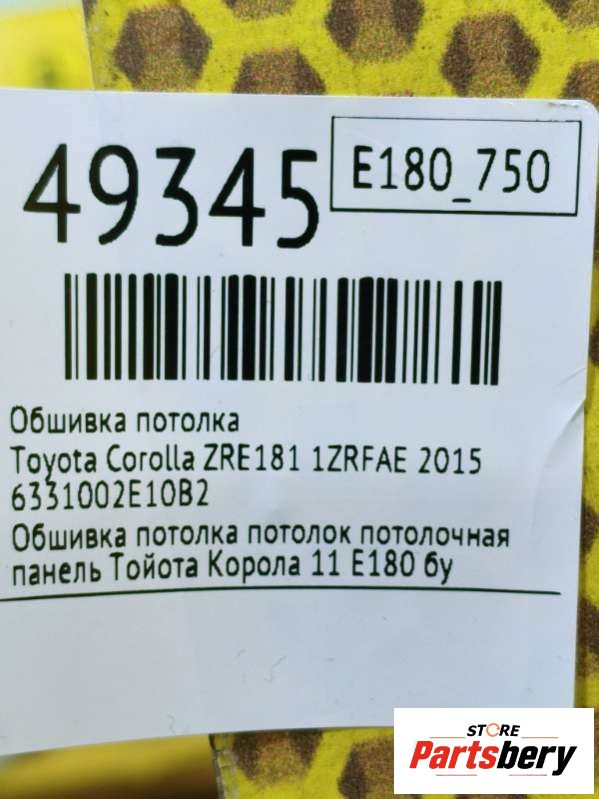 49345
E180_750
Обшивка потолка
Toyota Corolla ZRE181 1ZRFAE 2015
6331002E10B2
Обшивка потолка потолок потолочная
панель Тойота Корола 11 Е180 бу
STORE
Partsbery